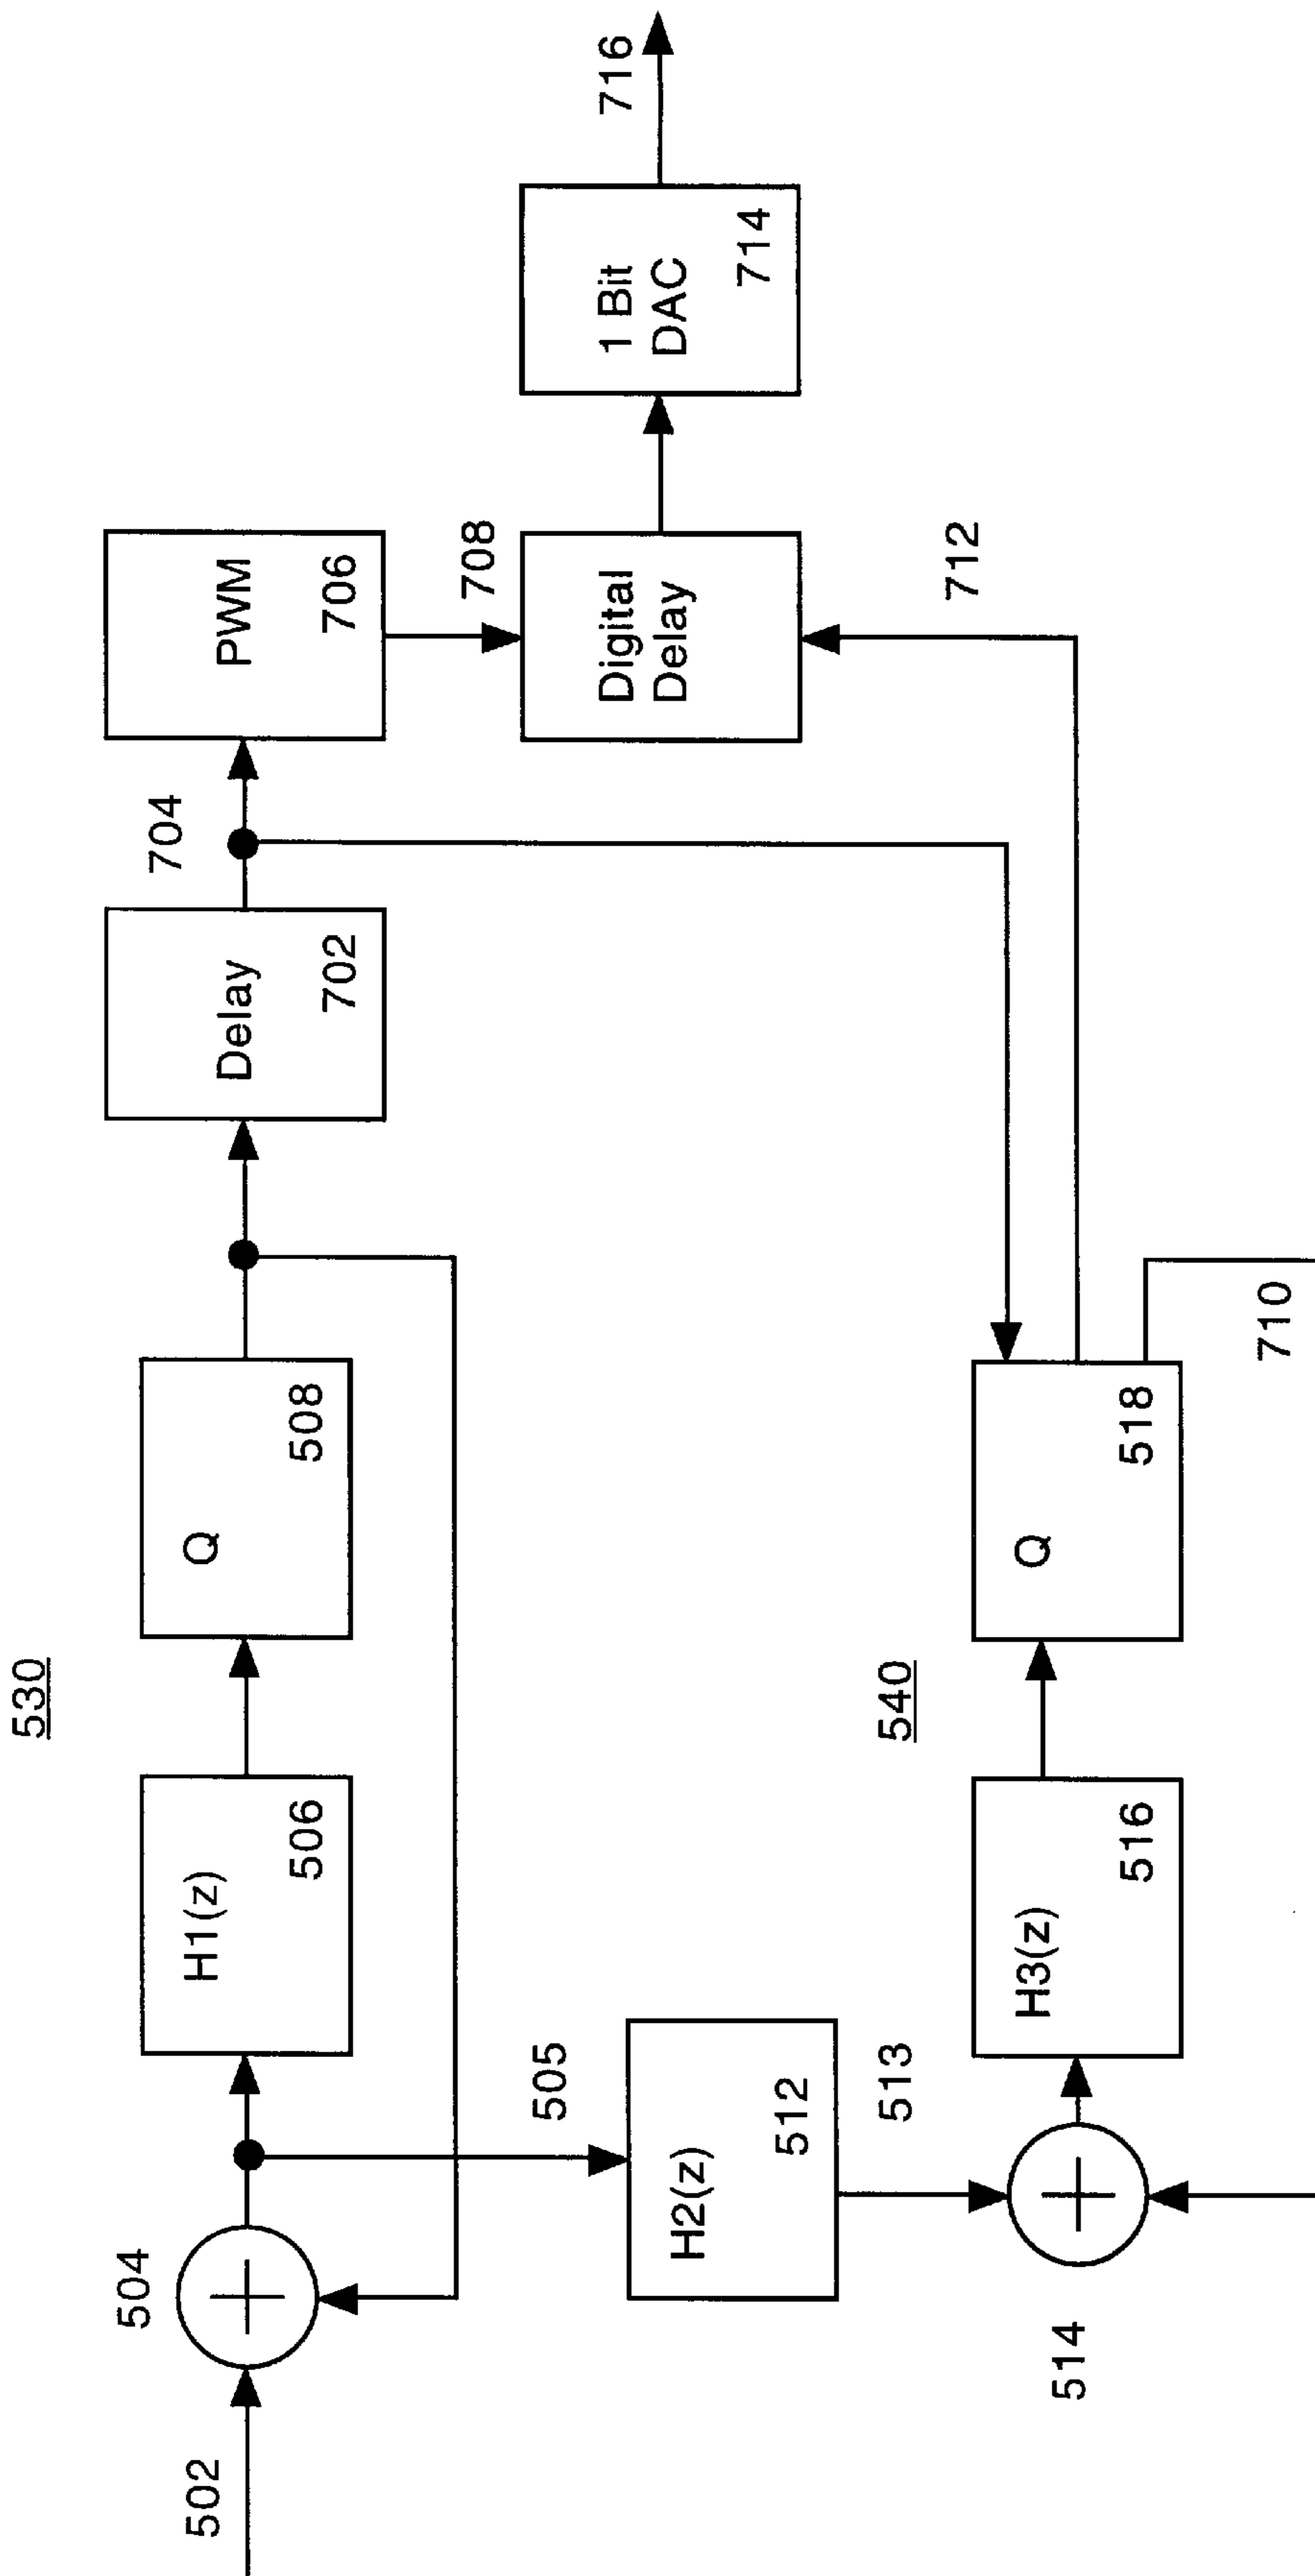 530
502
504
H1(z)
506
Q
508
Delay
702
704
PWM
706
505
708
H2(z)
512
Digital
Delay
1 Bit
DAC
714
716
513
540
712
514
H3(z)
516
Q
518
710